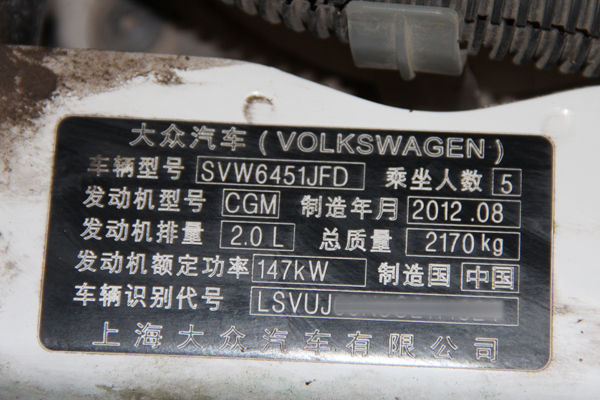 大众汽车(VOLKSWAGEN)
车辆型号 SVW6451JFD 乘坐人数 5
发动机型号 CGM 制造年月 2012.08
发动机排量 2.0 L 总质量 2170 kg
发动机额定功率 147kW 制造国 中国
车辆识别代号 LSVUJ
上海大众汽车有限公司